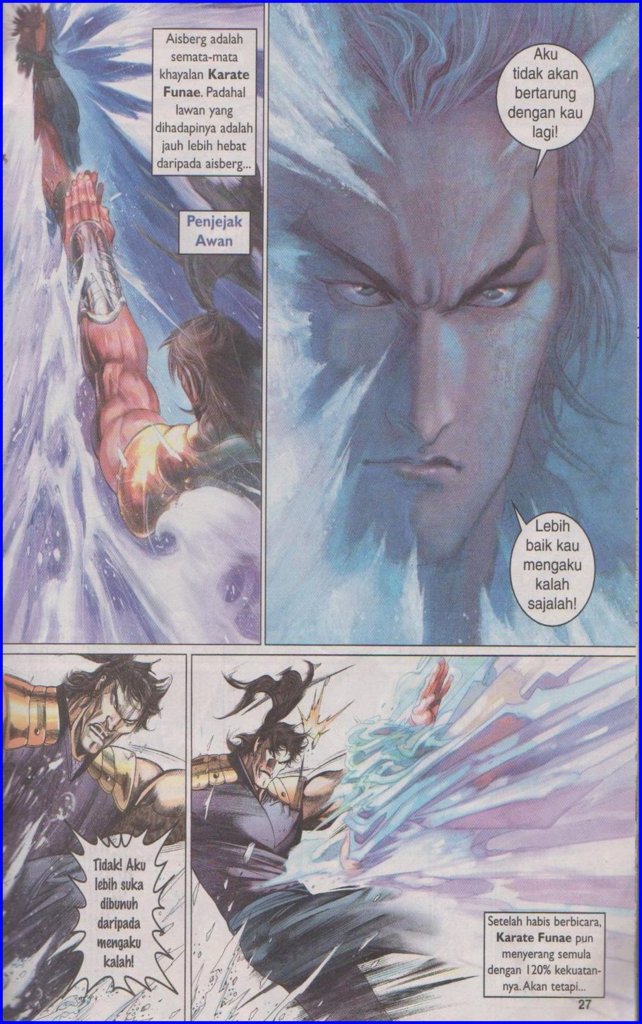 Aisberg adalah
semata-mata
khayalan Karate
Funae. Padahal
lawan yang
dihadapinya adalah
jauh lebih hebat
daripada aisberg...
Penjejak
Awan
Aku
tidak akan
bertarung
dengan kau
lagi!
Lebih
baik kau
mengaku
kalah
sajalah!
Tidak! Aku
lebih suka
dibunuh
daripada
mengaku
kalah!
Setelah habis berbicara,
Karate Funae pun
menyerang semula
dengan 120% kekuatan-
nya. Akan tetapi...
27